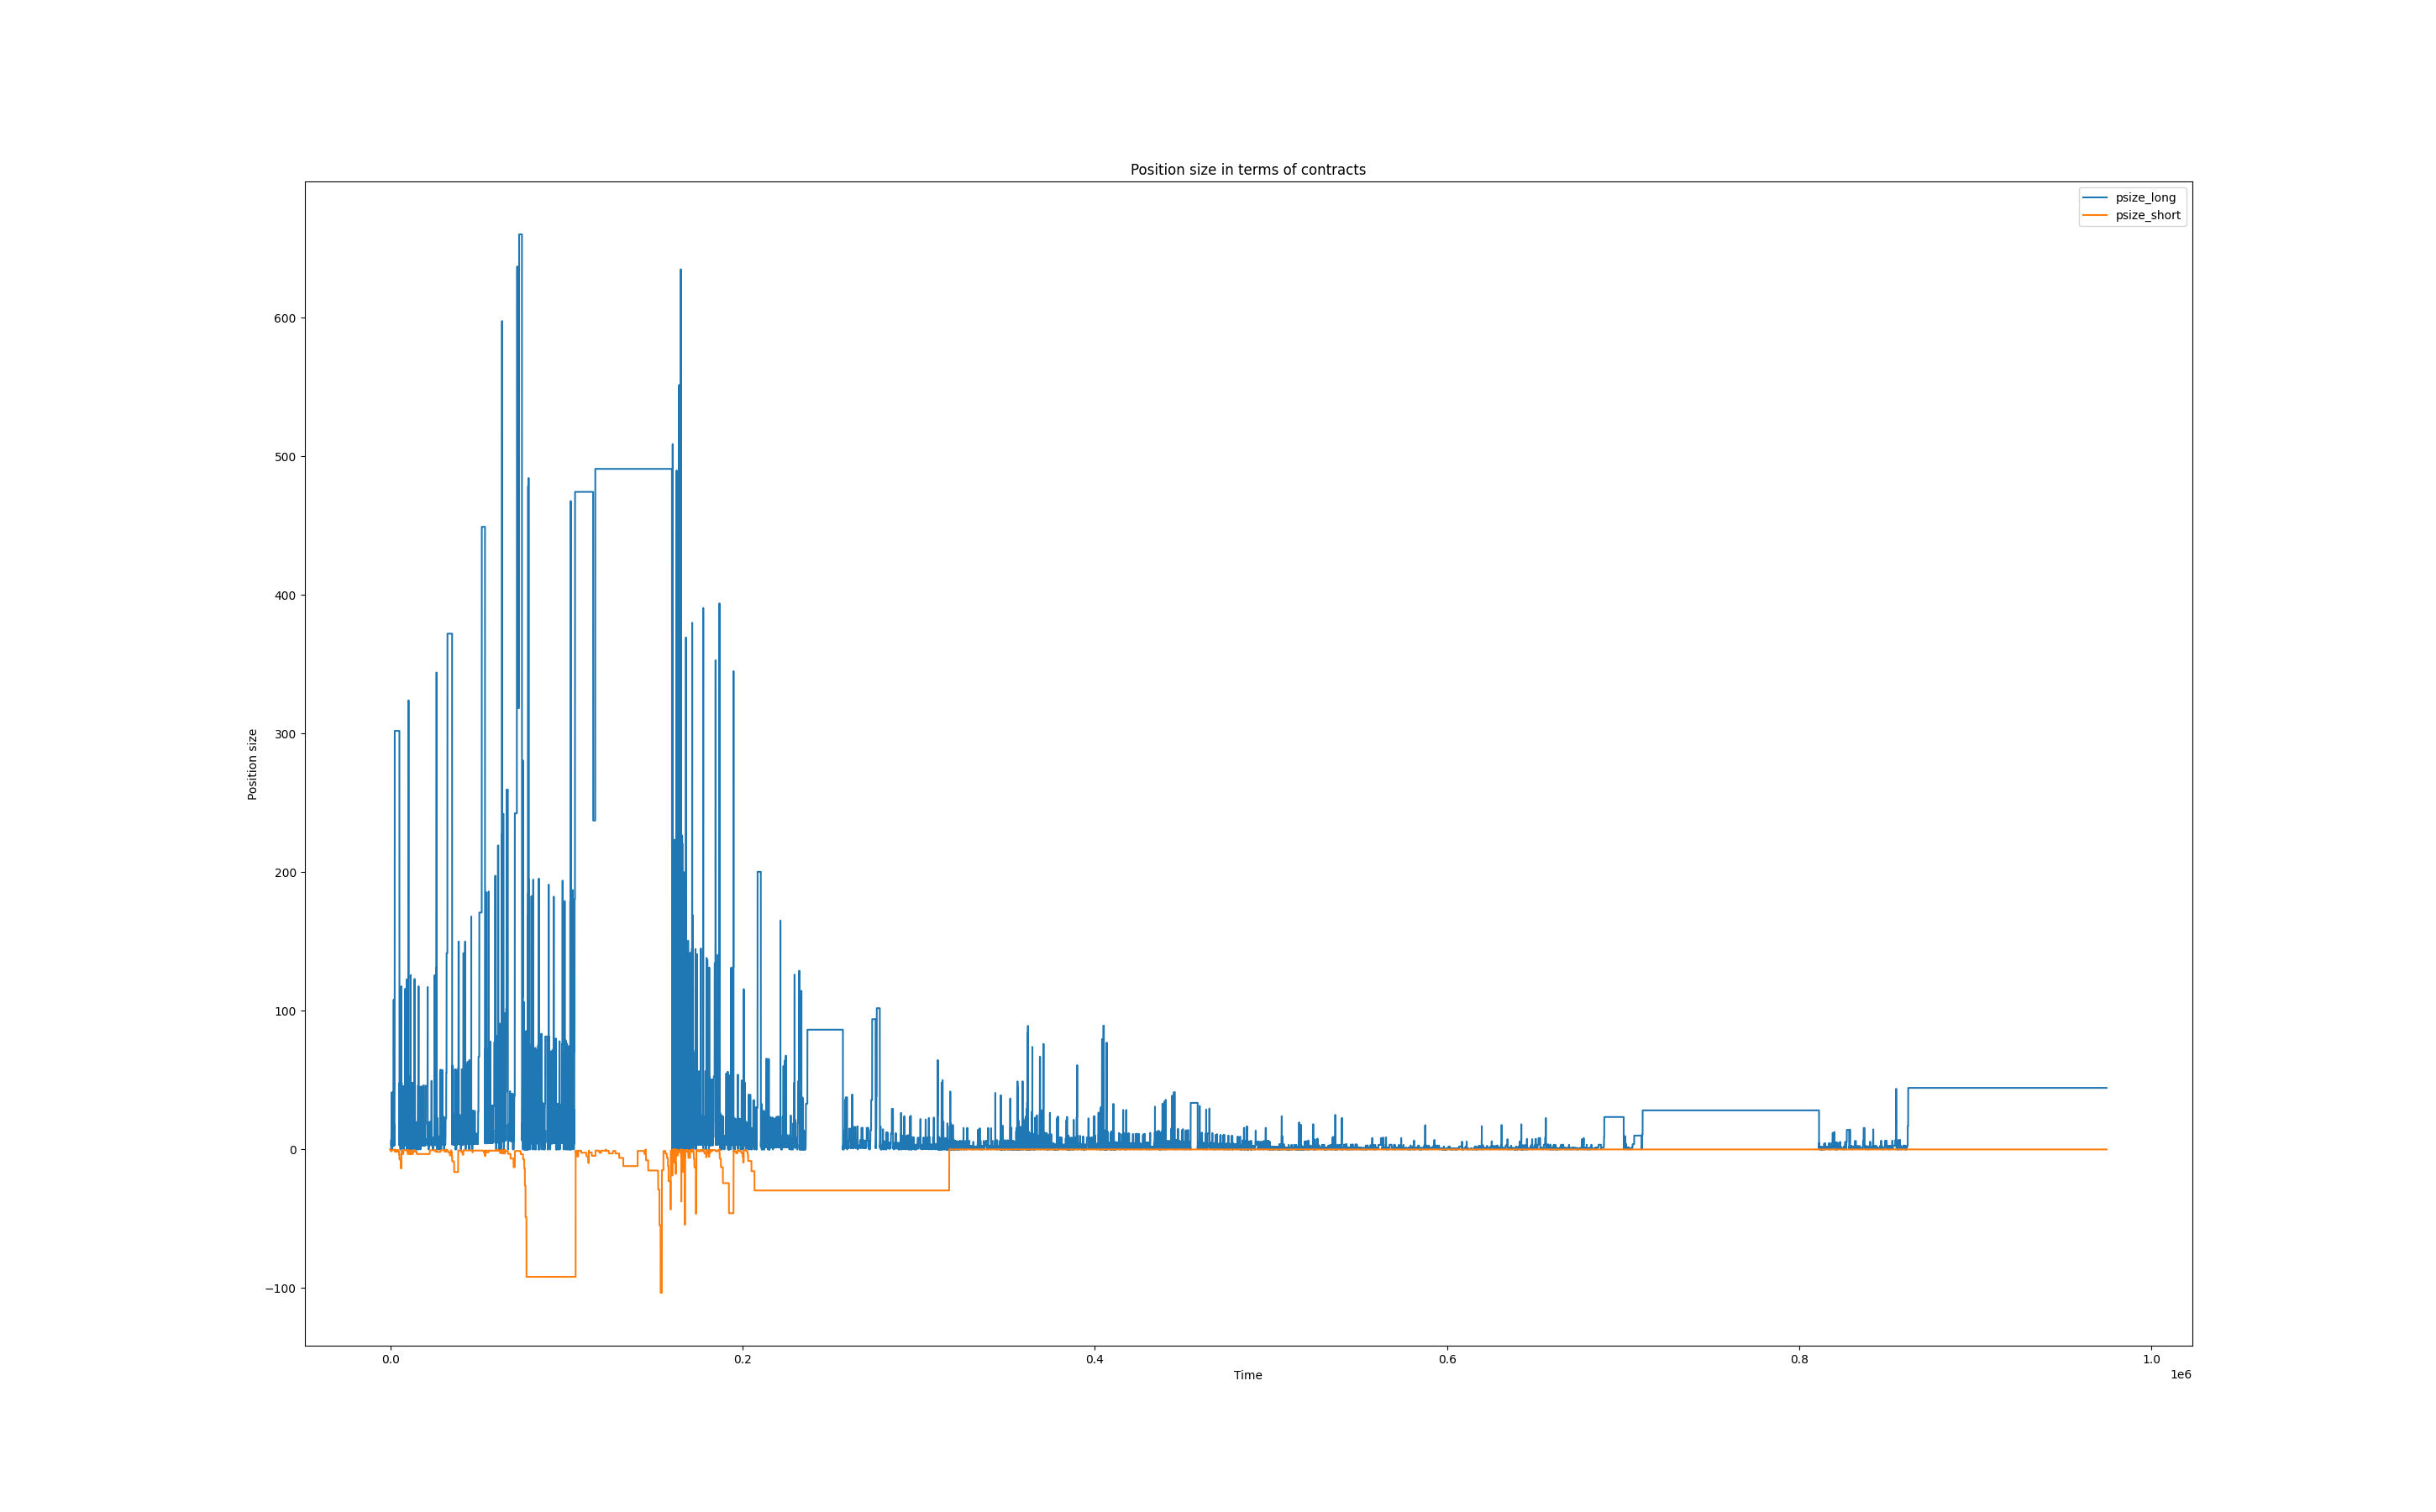 Position size in terms of contracts
psize_long
psize_short
Position size
600
500
400
300
200
100
0
−100
0.0
0.2
0.4
0.6
0.8
1.0
1e6
Time